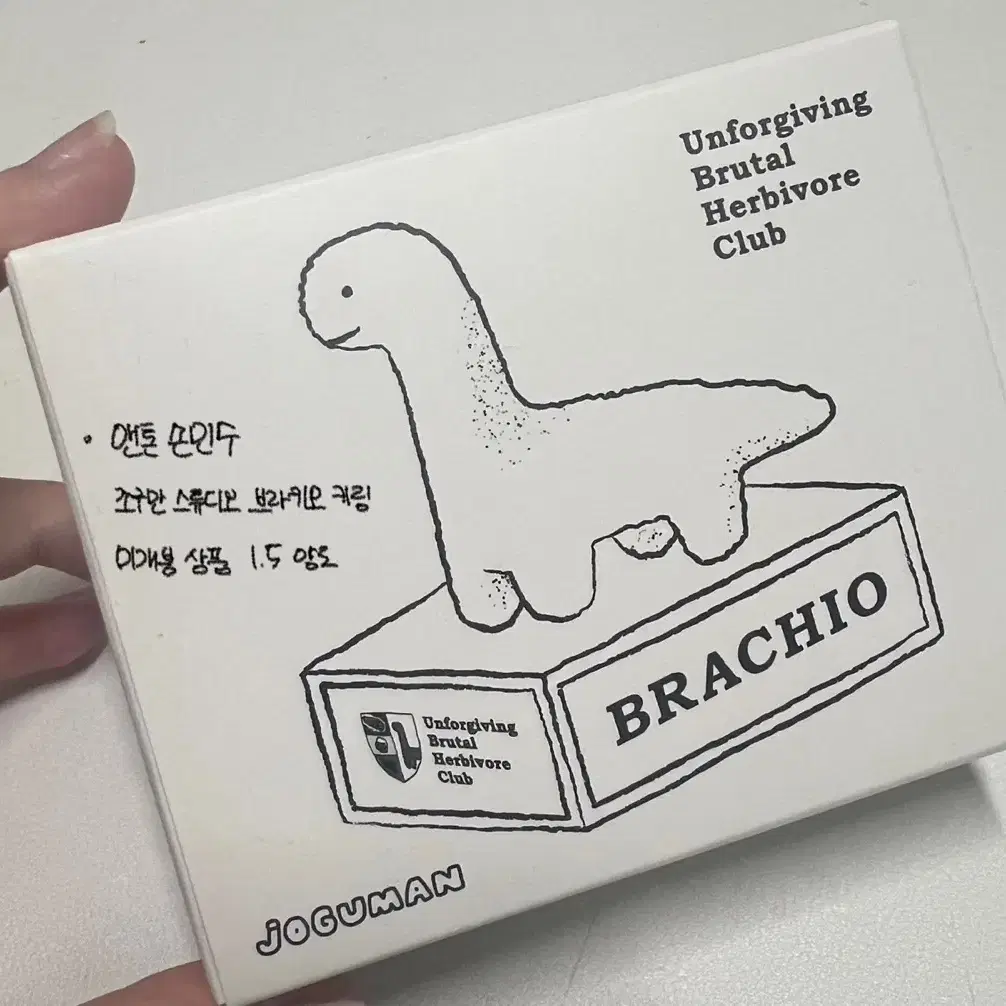 Unforgiving
Brutal
Herbivore
Club
• 앤톤 손민수
조구만 스튜디오 브라키오 키링
미개봉 상품 1.5 양도
BRACHIO
Unforgiving
Brutal
Herbivore
Club
JOGUMAN